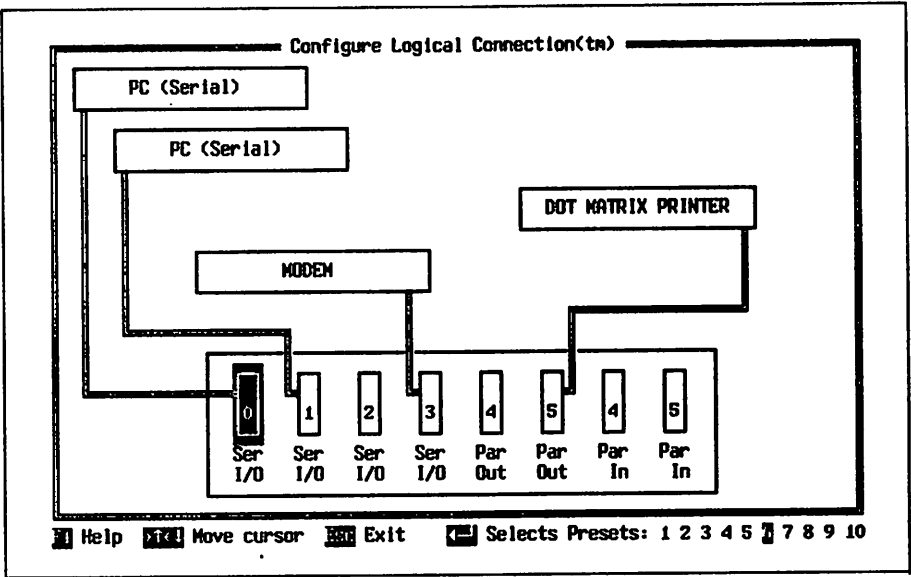 Configure Logical Connection(tm)
PC (Serial)
PC (Serial)
DOT MATRIX PRINTER
MODEM
0 1 2 3 4 5 4 5
Ser Ser Ser Ser Par Par Par Par
I/O I/O I/O I/O Out Out In In
Help Move cursor Exit Selects Presets: 1 2 3 4 5 6 7 8 9 10